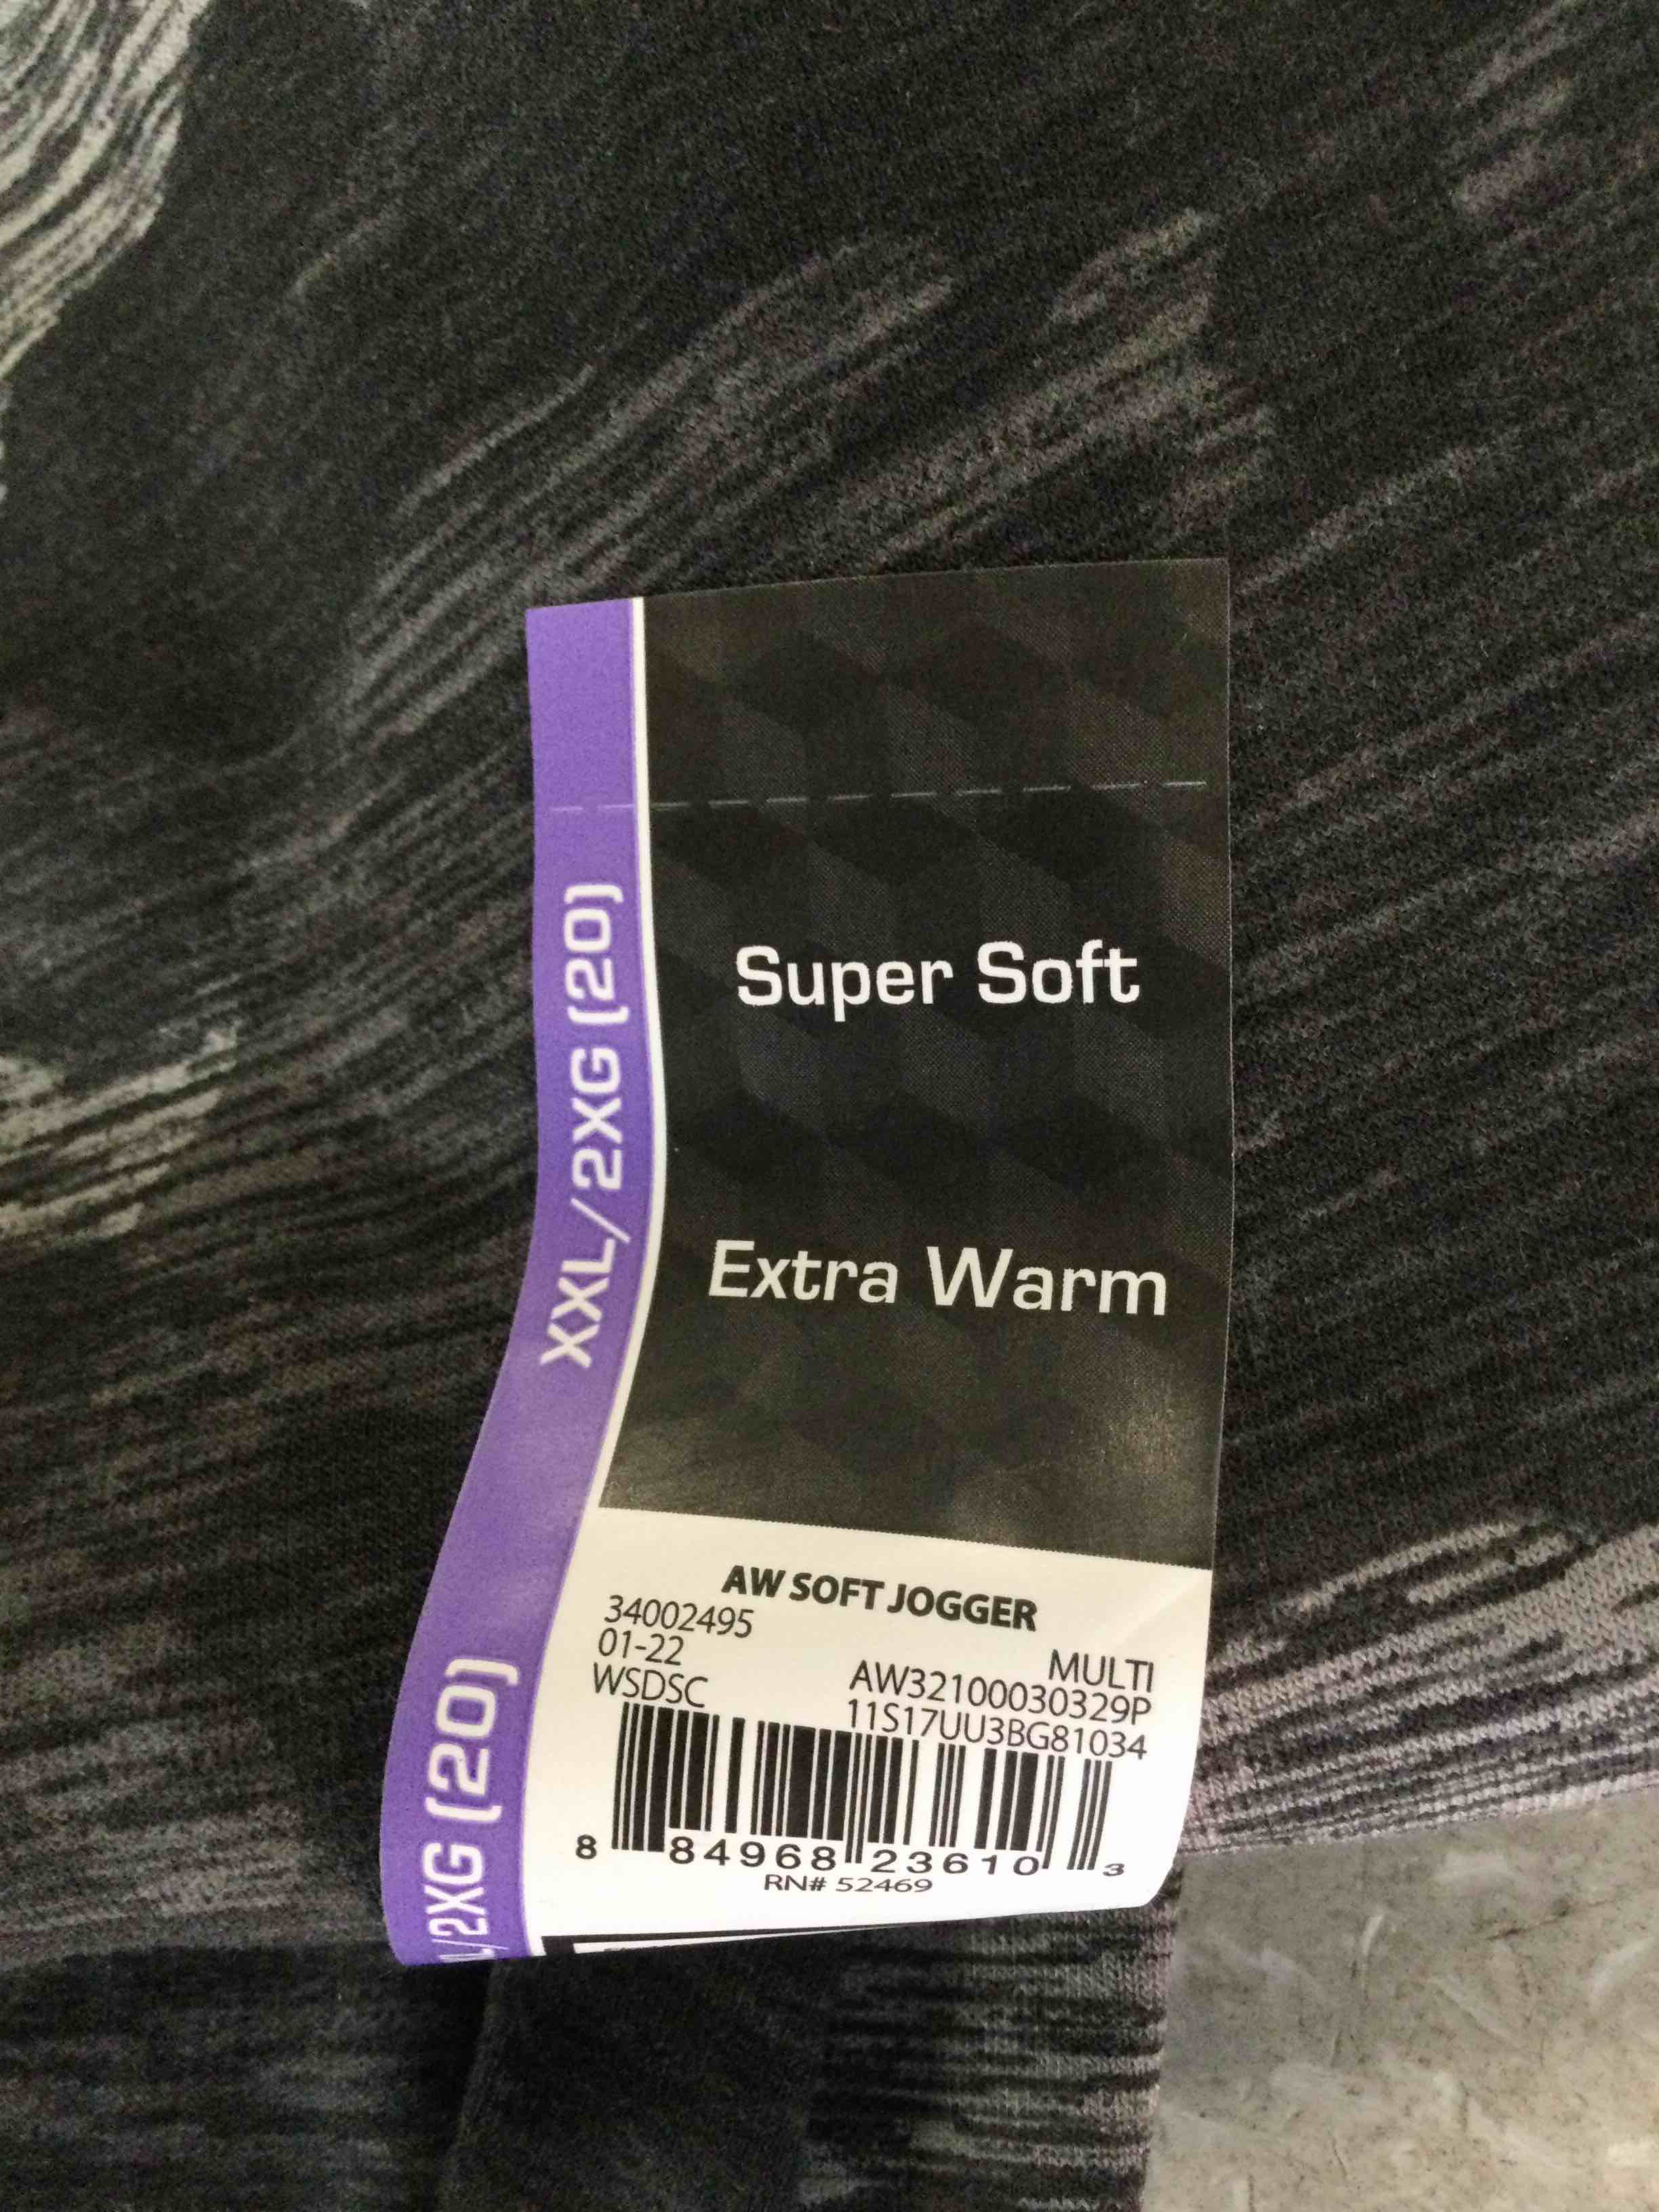 XXL/2XG (20)
Super Soft
Extra Warm
AW SOFT JOGGER
34002495
01-22
MULTI
WSDSC
AW32100030329P
11S17UU3BG81034
8 84968 23610 3
RN# 52469
/2XG (20)